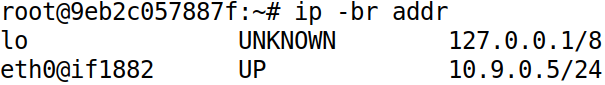 root@9eb2c057887f:~# ip -br addr
lo UNKNOWN 127.0.0.1/8
eth0@if1882 UP 10.9.0.5/24